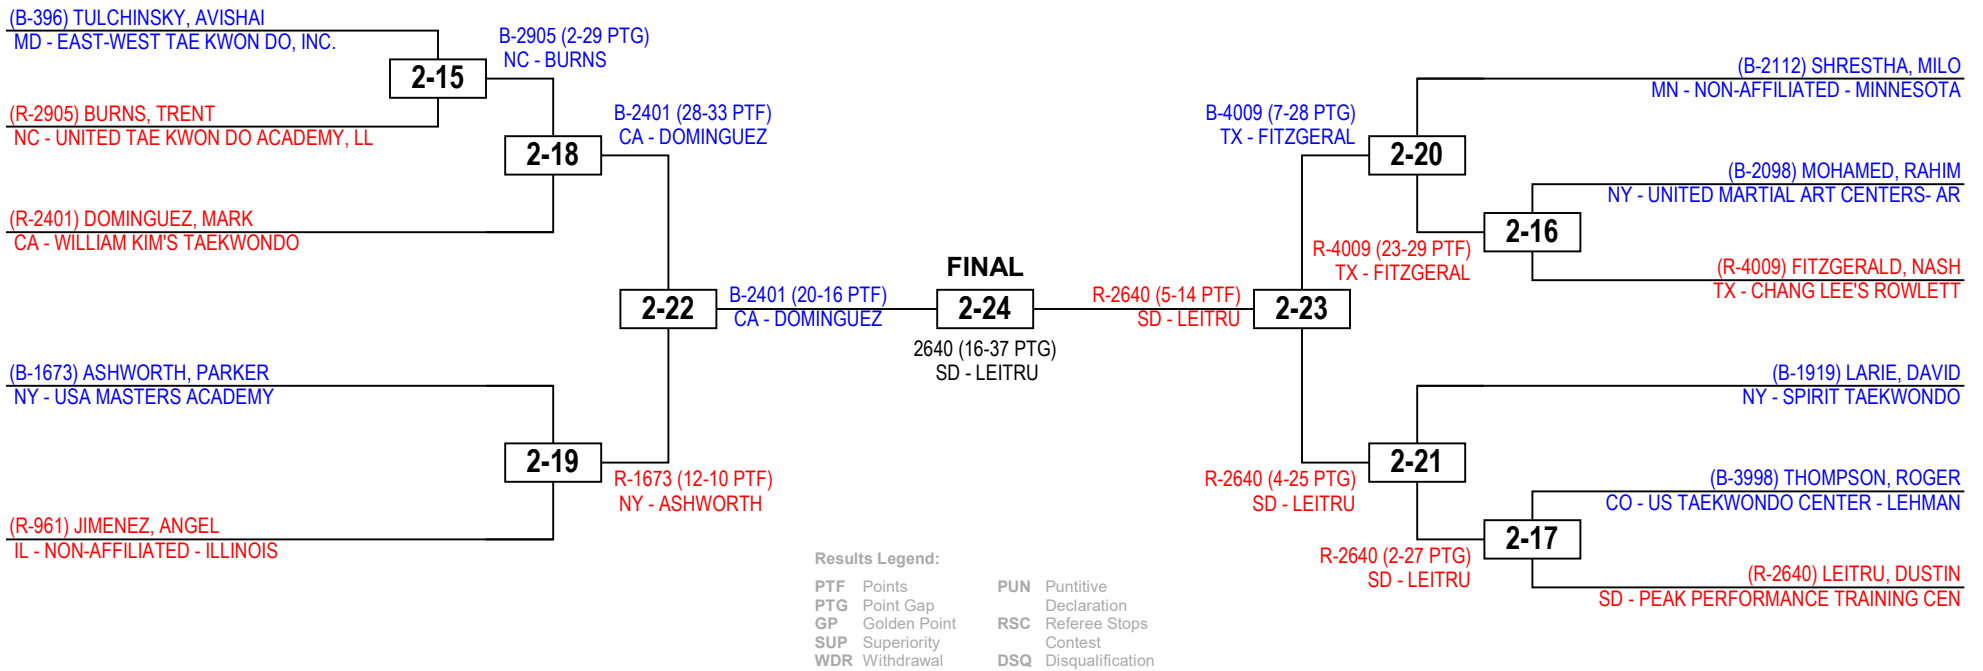 (B-396) TULCHINSKY, AVISHAI
MD - EAST-WEST TAE KWON DO, INC.
2-15
(R-2905) BURNS, TRENT
NC - UNITED TAE KWON DO ACADEMY, LL
B-2905 (2-29 PTG)
NC - BURNS
2-18
(R-2401) DOMINGUEZ, MARK
CA - WILLIAM KIM'S TAEKWONDO
B-2401 (28-33 PTF)
CA - DOMINGUEZ
2-22
(B-1673) ASHWORTH, PARKER
NY - USA MASTERS ACADEMY
2-19
(R-961) JIMENEZ, ANGEL
IL - NON-AFFILIATED - ILLINOIS
R-1673 (12-10 PTF)
NY - ASHWORTH
B-2401 (20-16 PTF)
CA - DOMINGUEZ
FINAL
2-24
2640 (16-37 PTG)
SD - LEITRU
R-2640 (5-14 PTF)
SD - LEITRU
2-23
B-4009 (7-28 PTG)
TX - FITZGERAL
2-20
(B-2112) SHRESTHA, MILO
MN - NON-AFFILIATED - MINNESOTA
(B-2098) MOHAMED, RAHIM
NY - UNITED MARTIAL ART CENTERS- AR
2-16
R-4009 (23-29 PTF)
TX - FITZGERAL
(R-4009) FITZGERALD, NASH
TX - CHANG LEE'S ROWLETT
(B-1919) LARIE, DAVID
NY - SPIRIT TAEKWONDO
2-21
R-2640 (4-25 PTG)
SD - LEITRU
(B-3998) THOMPSON, ROGER
CO - US TAEKWONDO CENTER - LEHMAN
2-17
R-2640 (2-27 PTG)
SD - LEITRU
(R-2640) LEITRU, DUSTIN
SD - PEAK PERFORMANCE TRAINING CEN
Results Legend:
PTF Points
PTG Point Gap
GP Golden Point
SUP Superiority
WDR Withdrawal
PUN Puntitive
Declaration
RSC Referee Stops
Contest
DSQ Disqualification